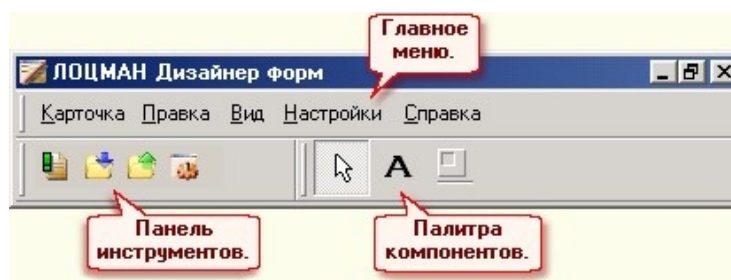 Главное
меню.
ЛОЦМАН Дизайнер форм
Карточка Правка Вид Настройки Справка
A
Панель
инструментов.
Палитра
компонентов.